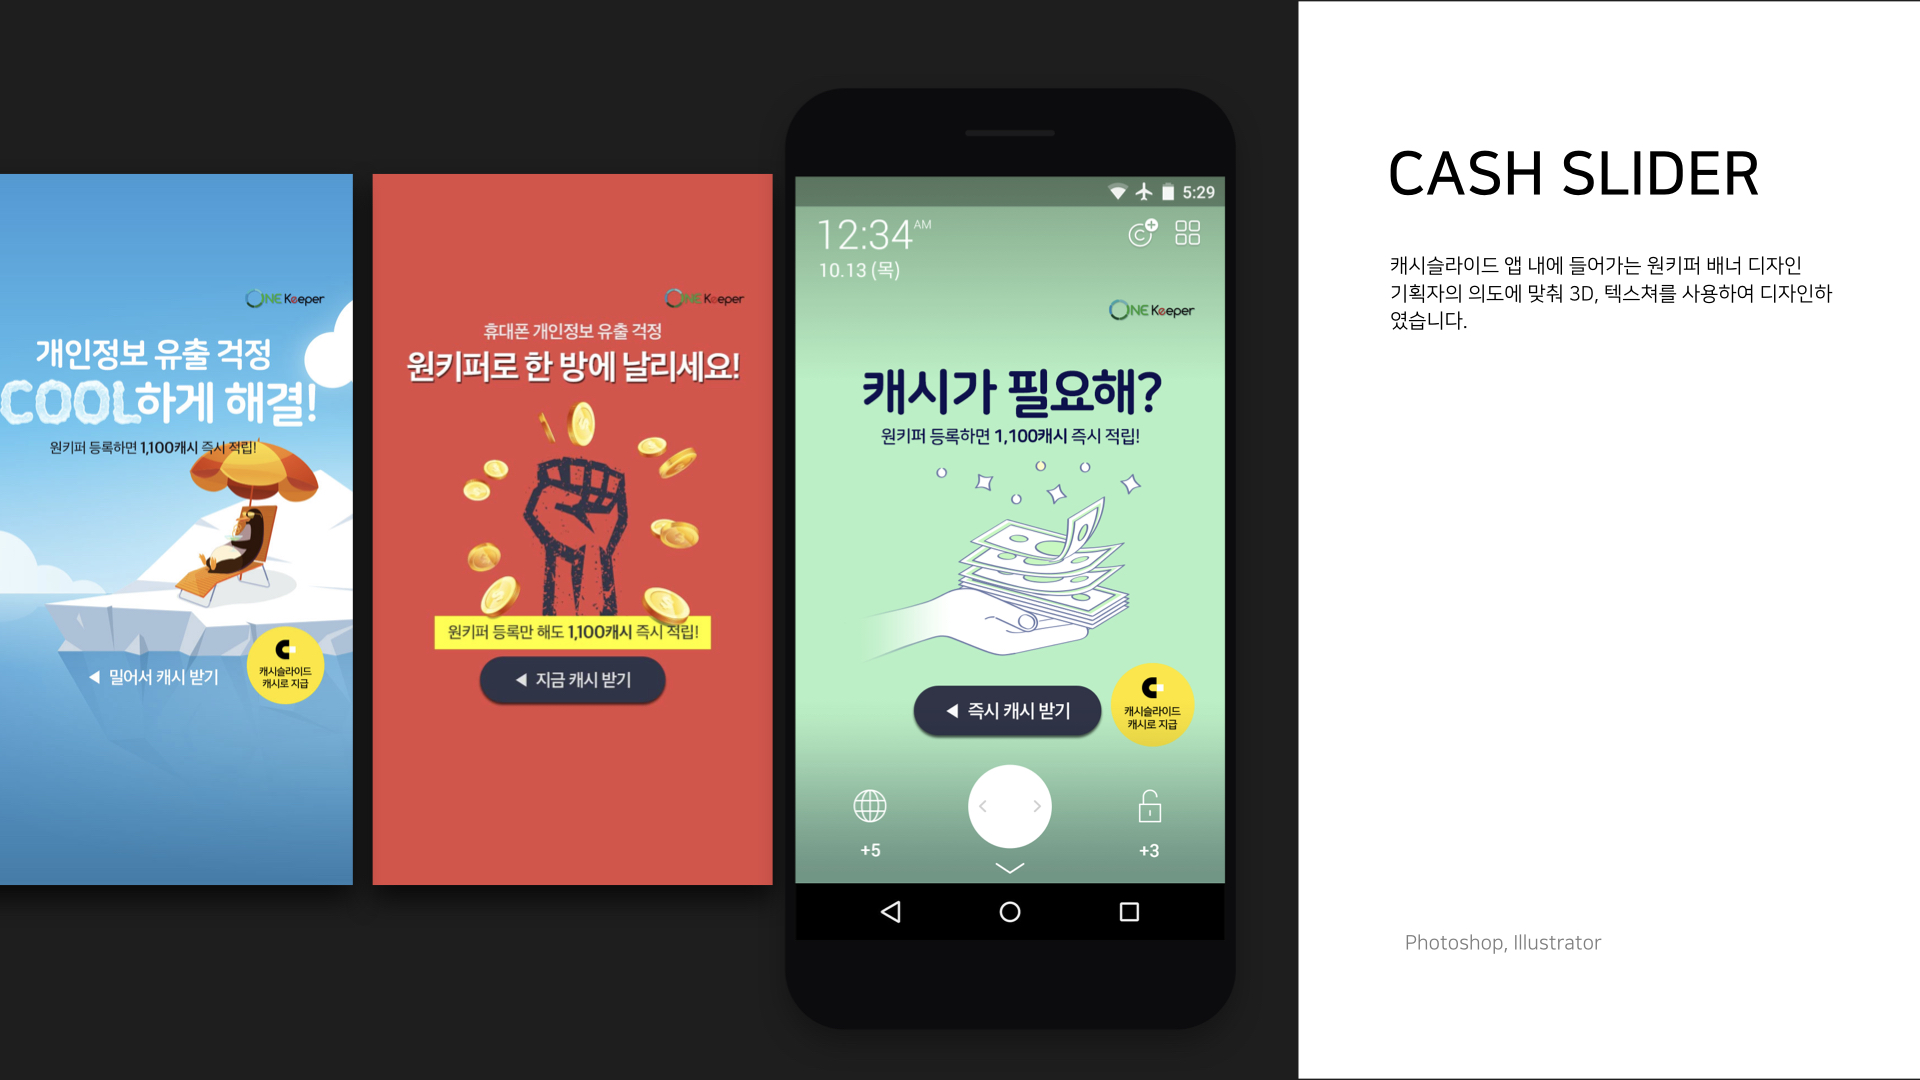 ONE Keeper
개인정보 유출 걱정
COOL하게 해결!
원키퍼 등록하면 1,100캐시 즉시 적립!
◀ 밀어서 캐시 받기
캐시슬라이드
캐시로 지급
ONE Keeper
휴대폰 개인정보 유출 걱정
원키퍼로 한 방에 날리세요!
원키퍼 등록만 해도 1,100캐시 즉시 적립!
◀ 지금 캐시 받기
5:29
12:34 AM
10.13 (목)
ONE Keeper
캐시가 필요해?
원키퍼 등록하면 1,100캐시 즉시 적립!
◀ 즉시 캐시 받기
캐시슬라이드
캐시로 지급
+5
+3
CASH SLIDER
캐시슬라이드 앱 내에 들어가는 원키퍼 배너 디자인
기획자의 의도에 맞춰 3D, 텍스쳐를 사용하여 디자인하
였습니다.
Photoshop, Illustrator